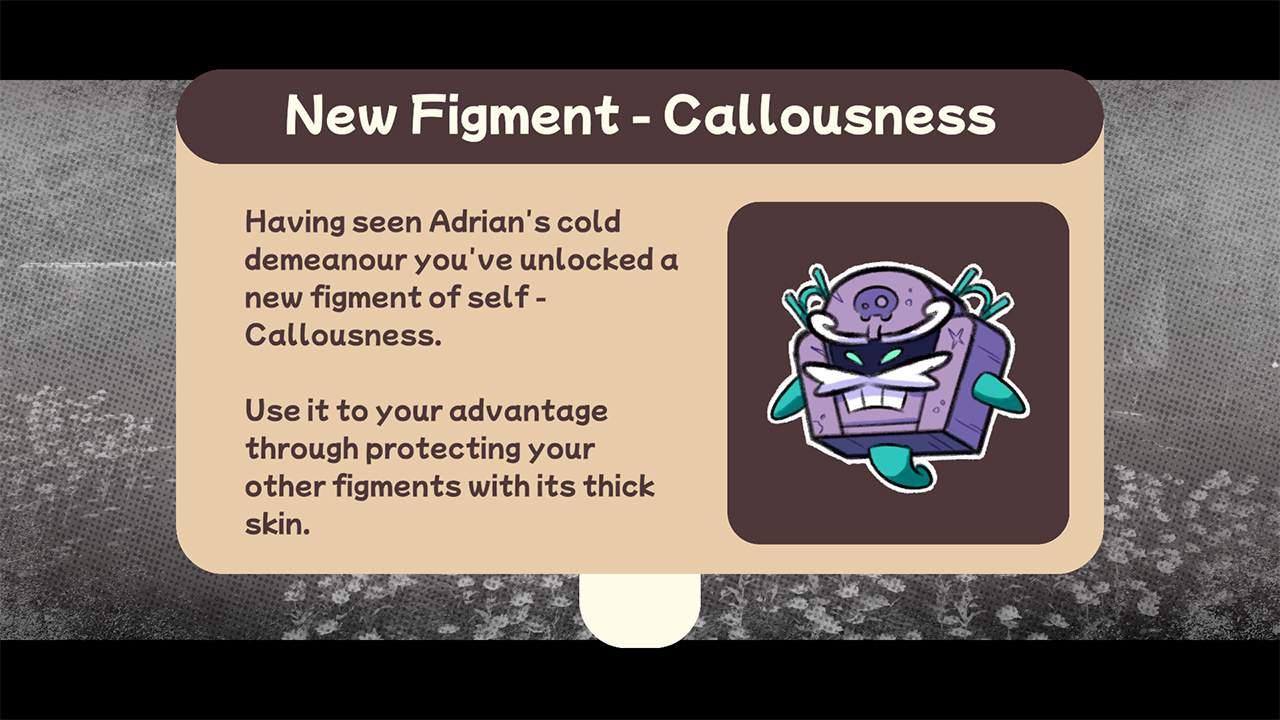 New Figment - Callousness
Having seen Adrian's cold
demeanour you've unlocked a
new figment of self -
Callousness.
Use it to your advantage
through protecting your
other figments with its thick
skin.